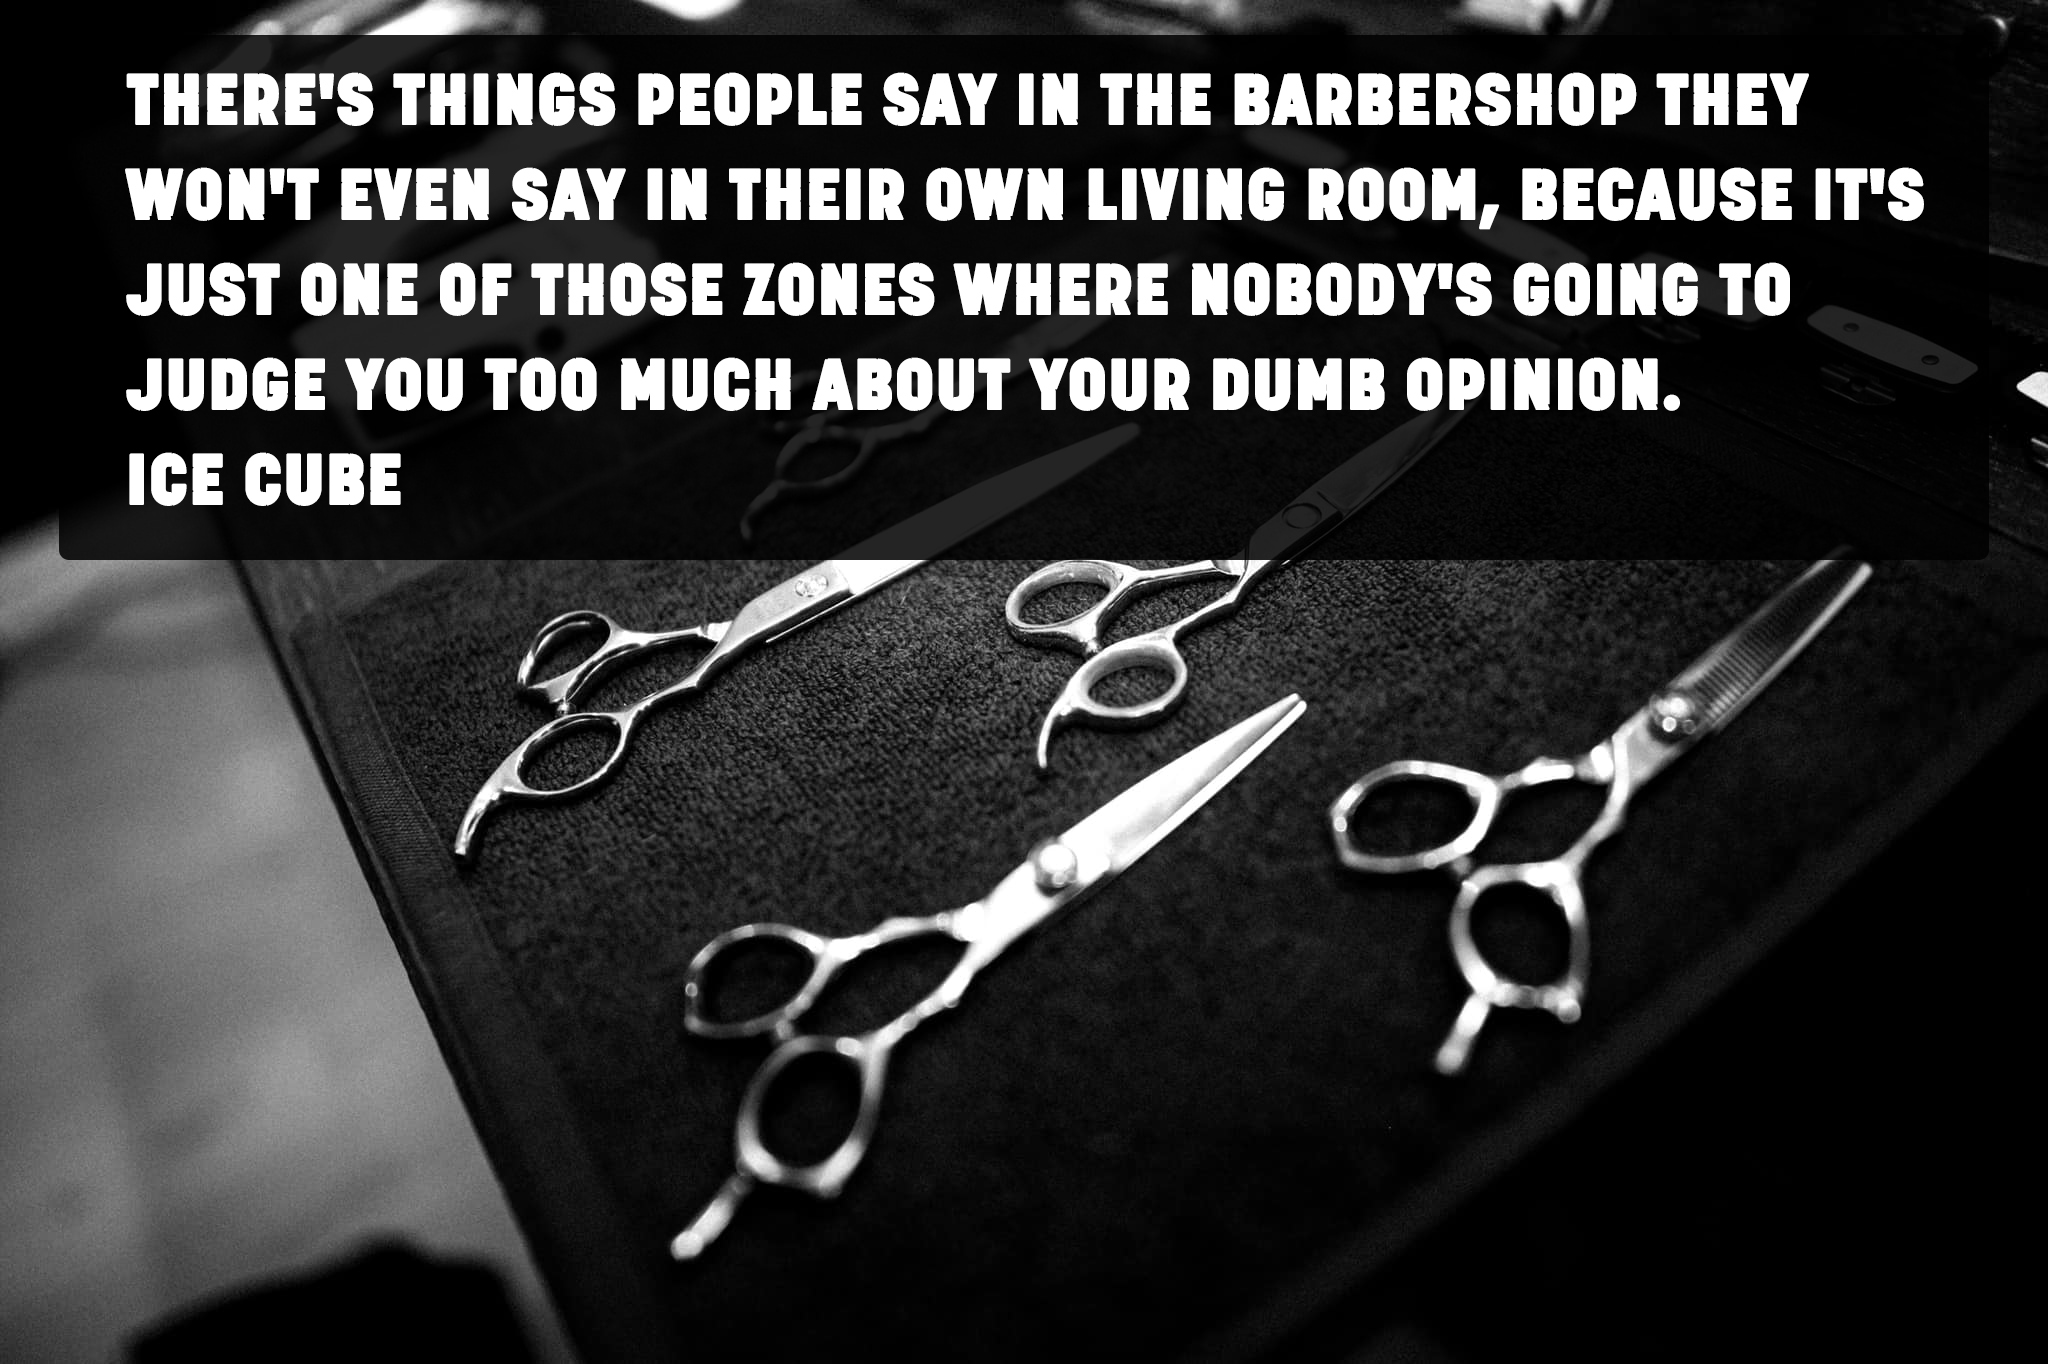 THERE'S THINGS PEOPLE SAY IN THE BARBERSHOP THEY
WON'T EVEN SAY IN THEIR OWN LIVING ROOM, BECAUSE IT'S
JUST ONE OF THOSE ZONES WHERE NOBODY'S GOING TO
JUDGE YOU TOO MUCH ABOUT YOUR DUMB OPINION.
ICE CUBE